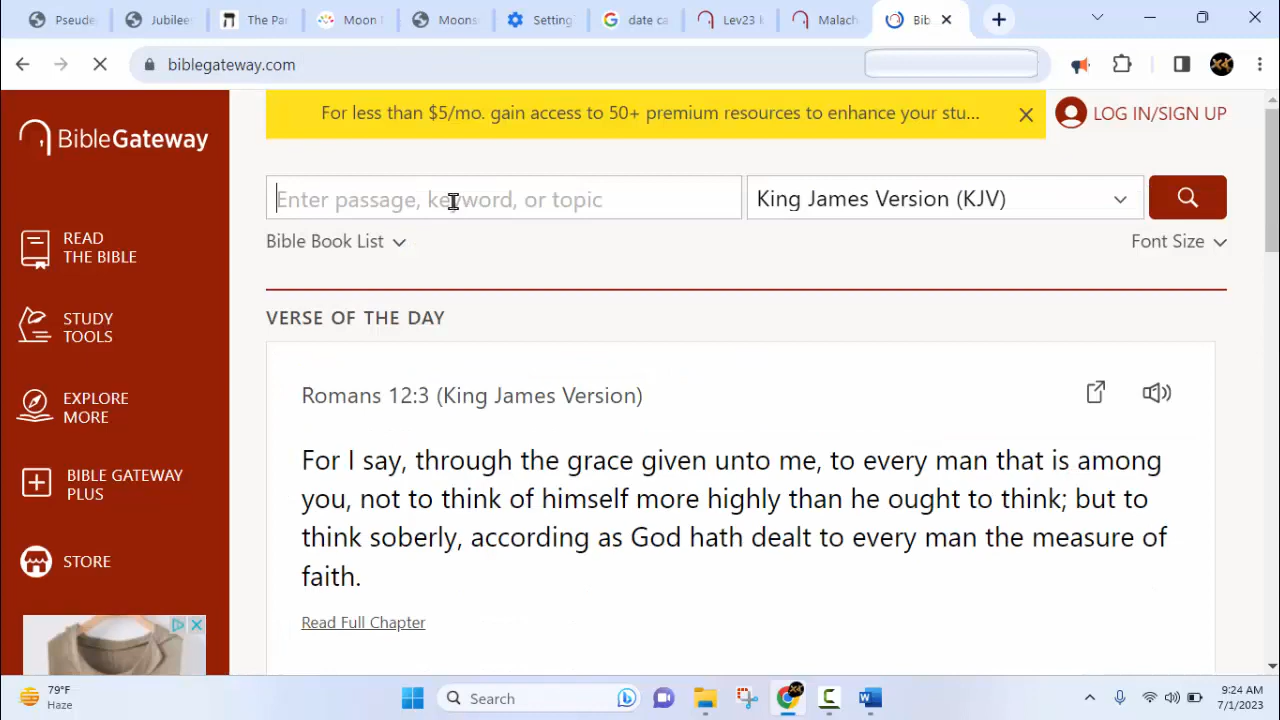 Pseude
Jubilee
The Par
Moon
Moons
Setting
date ca
Lev23
Malach
Bib
biblegateway.com
For less than $5/mo. gain access to 50+ premium resources to enhance your stu...
LOG IN/SIGN UP
BibleGateway
Enter passage, keyword, or topic
King James Version (KJV)
Bible Book List
Font Size
READ
THE BIBLE
STUDY
TOOLS
EXPLORE
MORE
BIBLE GATEWAY
PLUS
STORE
VERSE OF THE DAY
Romans 12:3 (King James Version)
For I say, through the grace given unto me, to every man that is among
you, not to think of himself more highly than he ought to think; but to
think soberly, according as God hath dealt to every man the measure of
faith.
Read Full Chapter
79°F
Haze
Search
9:24 AM
7/1/2023